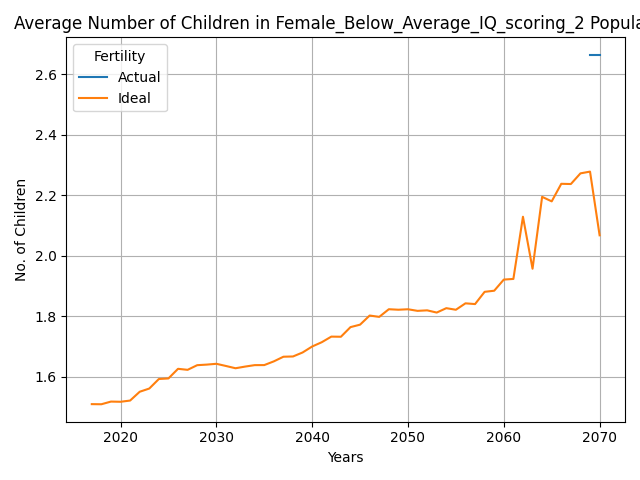 Average Number of Children in Female_Below_Average_IQ_scoring_2 Popula
Fertility
Actual
Ideal
2.6
2.4
2.2
2.0
1.8
1.6
No. of Children
2020 2030 2040 2050 2060 2070
Years